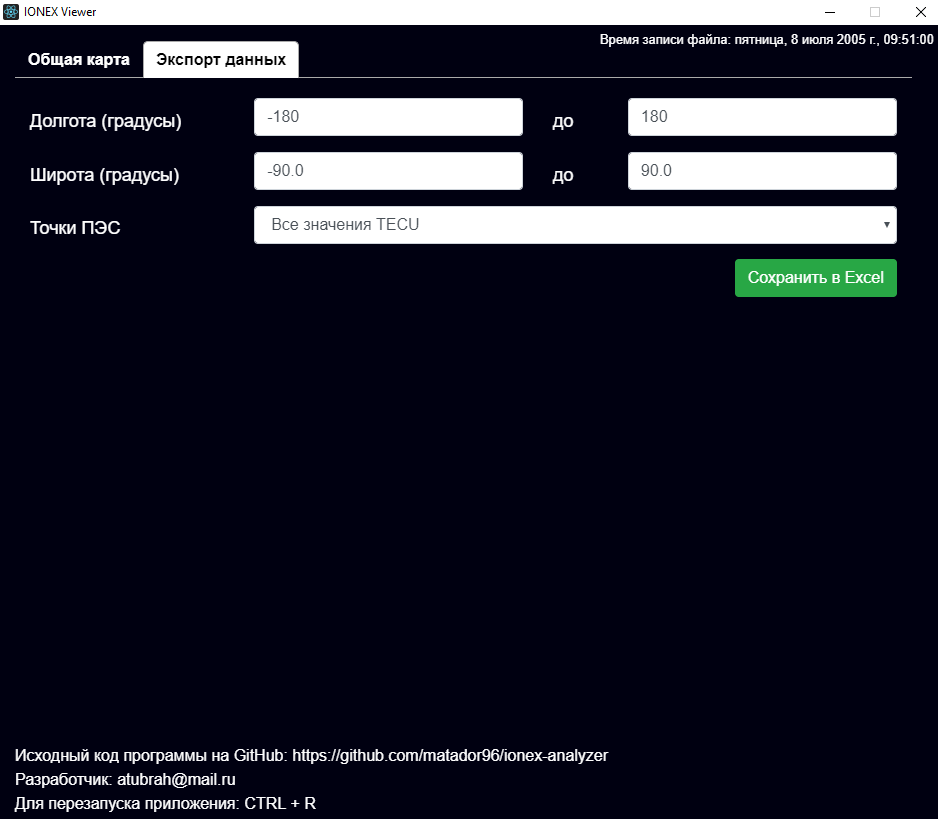 IONEX Viewer
Время записи файла: пятница, 8 июля 2005 г., 09:51:00
Общая карта Экспорт данных
Долгота (градусы) -180 до 180
Широта (градусы) -90.0 до 90.0
Точки ПЭС Все значения TECU
Сохранить в Excel
Исходный код программы на GitHub: https://github.com/matador96/ionex-analyzer
Разработчик: atubrah@mail.ru
Для перезапуска приложения: CTRL + R